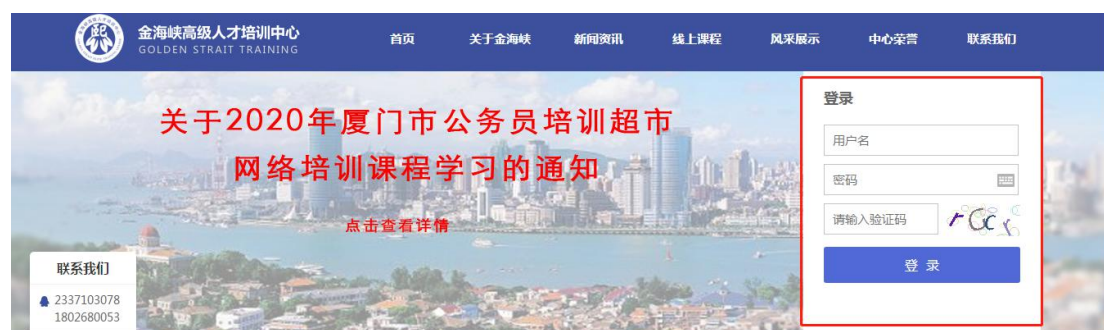 金海峡高级人才培训中心
GOLDEN STRAIT TRAINING
首页 关于金海峡 新闻资讯 线上课程 风采展示 中心荣誉 联系我们
关于2020年厦门市公务员培训超市
网络培训课程学习的通知
点击查看详情
登录
用户名
密码
请输入验证码
登 录
联系我们
2337103078
1802680053